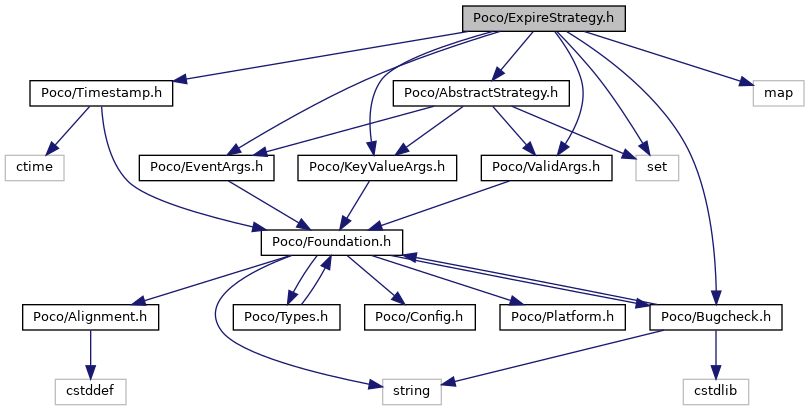 Poco/ExpireStrategy.h
Poco/Timestamp.h
Poco/AbstractStrategy.h
map
ctime
Poco/EventArgs.h
Poco/KeyValueArgs.h
Poco/ValidArgs.h
set
Poco/Foundation.h
Poco/Alignment.h
Poco/Types.h
Poco/Config.h
Poco/Platform.h
Poco/Bugcheck.h
cstddef
string
cstdlib